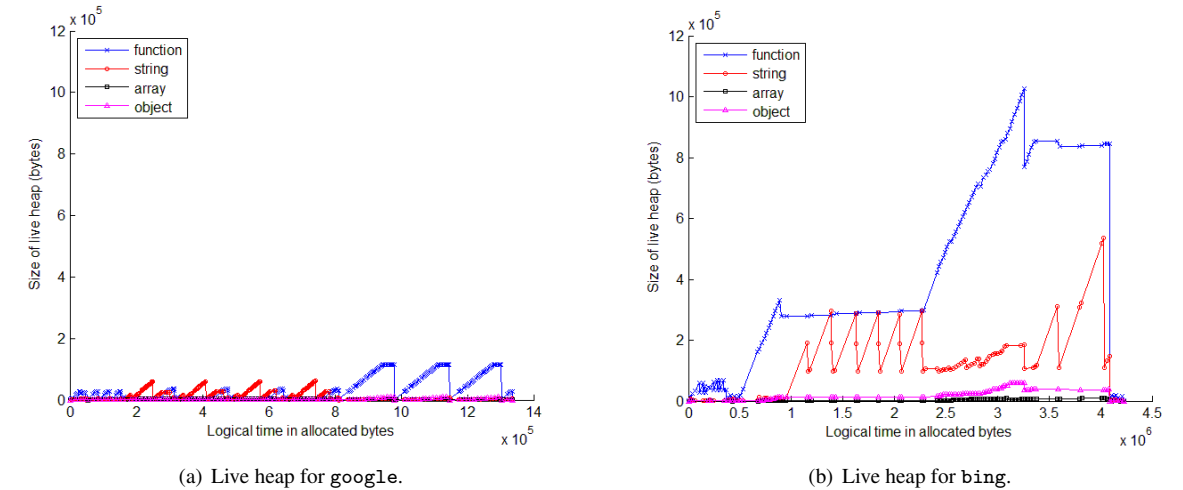 x 10^5
12
10
8
6
4
2
0
Size of live heap (bytes)
function
string
array
object
0 2 4 6 8 10 12 14
x 10^5
Logical time in allocated bytes
(a) Live heap for google.
x 10^5
12
10
8
6
4
2
0
Size of live heap (bytes)
function
string
array
object
0 0.5 1 1.5 2 2.5 3 3.5 4 4.5
x 10^6
Logical time in allocated bytes
(b) Live heap for bing.